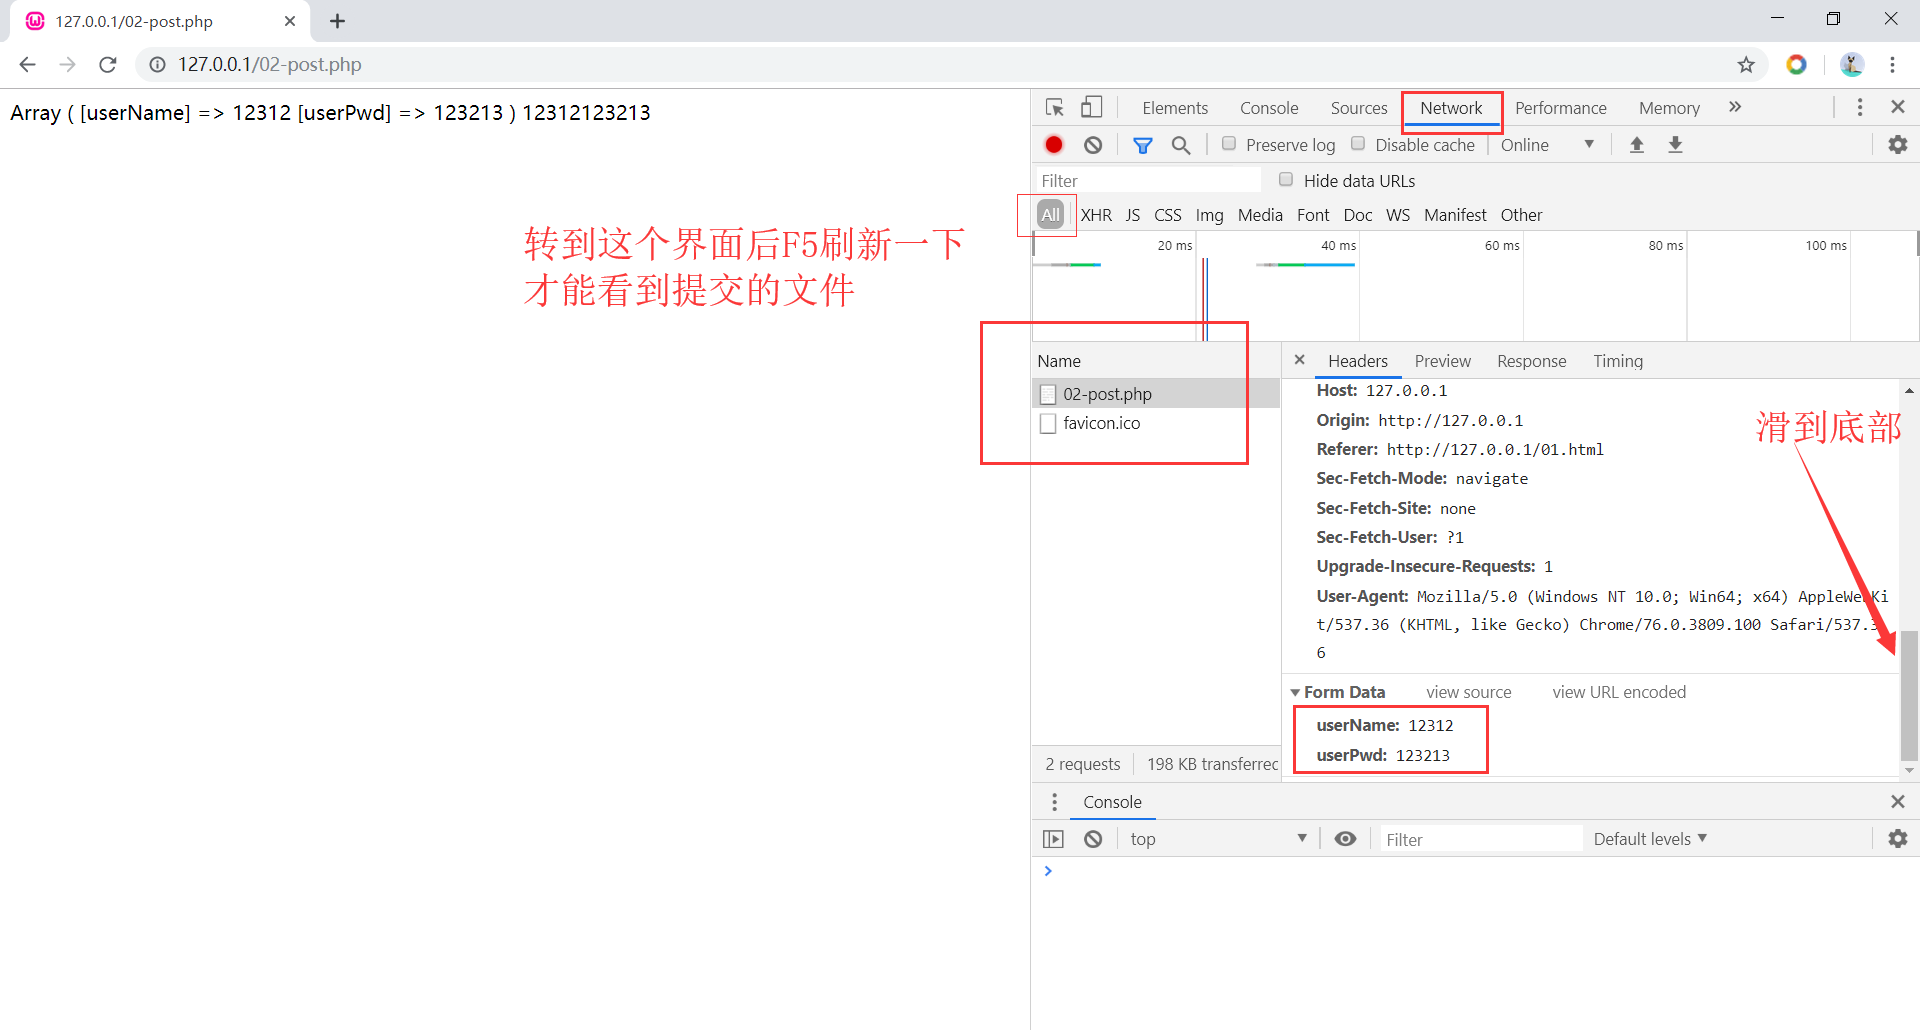 127.0.0.1/02-post.php
127.0.0.1/02-post.php
Array ( [userName] => 12312 [userPwd] => 123213 ) 12312123213
转到这个界面后F5刷新一下
才能看到提交的文件
Elements Console Sources Network Performance Memory
Preserve log Disable cache Online
Filter Hide data URLs
All XHR JS CSS Img Media Font Doc WS Manifest Other
20 ms 40 ms 60 ms 80 ms 100 ms
Name
02-post.php
favicon.ico
2 requests 198 KB transferrec
Headers Preview Response Timing
Host: 127.0.0.1
Origin: http://127.0.0.1
Referer: http://127.0.0.1/01.html
Sec-Fetch-Mode: navigate
Sec-Fetch-Site: none
Sec-Fetch-User: ?1
Upgrade-Insecure-Requests: 1
User-Agent: Mozilla/5.0 (Windows NT 10.0; Win64; x64) AppleWebKi
t/537.36 (KHTML, like Gecko) Chrome/76.0.3809.100 Safari/537.3
6
滑到底部
Form Data view source view URL encoded
userName: 12312
userPwd: 123213
Console
top Filter Default levels